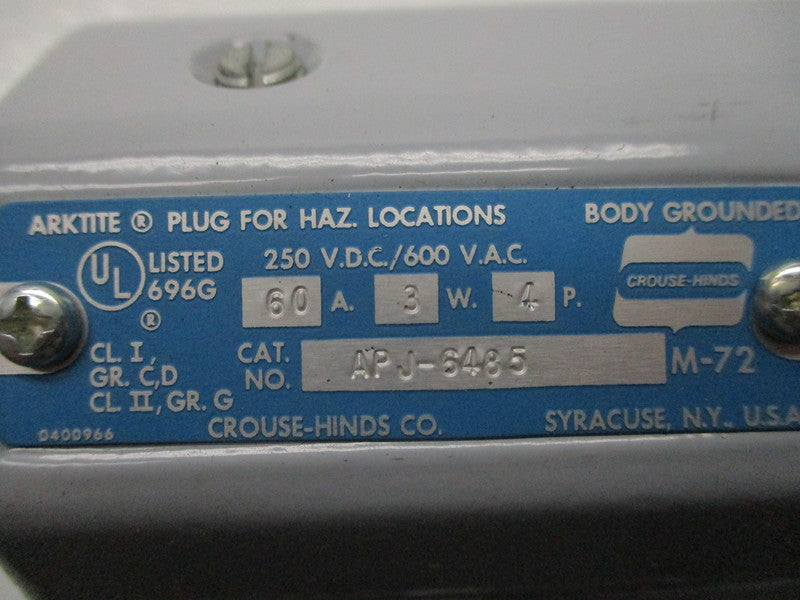 ARKTITE ® PLUG FOR HAZ. LOCATIONS
BODY GROUNDED
UL LISTED 696G
®
250 V.D.C./600 V.A.C.
60 A. 3 W. 4 P.
CROUSE-HINDS
CL I,
GR. C,D
CL II, GR. G
CAT. NO. APJ-6485
M-72
0400966
CROUSE-HINDS CO.
SYRACUSE, N.Y., U.S.A